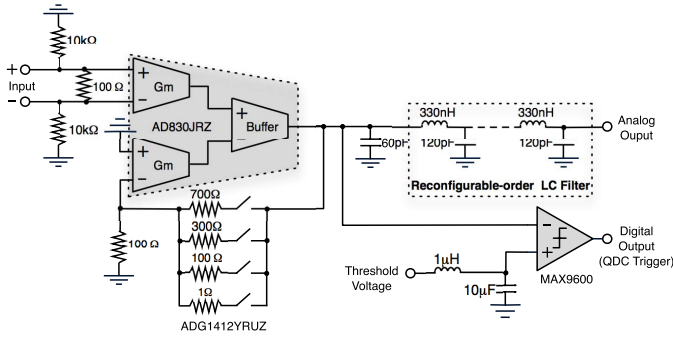 10kΩ
+
Input
100 Ω
−
10kΩ
+
Gm
−
AD830JRZ
+
Buffer
−
+
Gm
−
60pF
330nH
330nH
120pF
120pF
Reconfigurable-order LC Filter
Analog
Ouput
700Ω
300Ω
100 Ω
1Ω
100 Ω
ADG1412YRUZ
Threshold
Voltage
1μH
10μF
−
+
MAX9600
Digital
Output
(QDC Trigger)